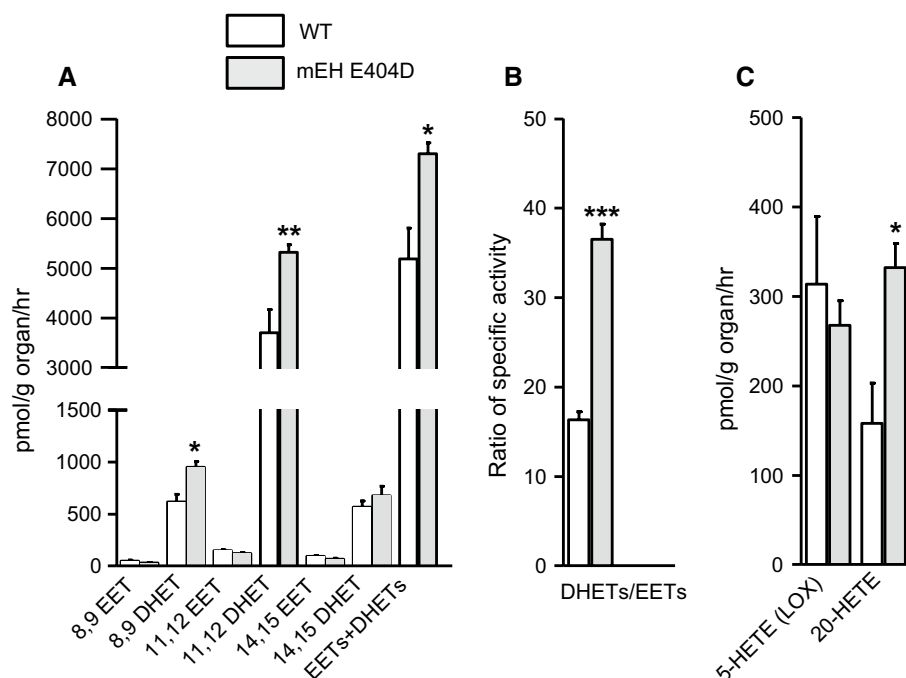 WT
mEH E404D
A
B
C
pmol/g organ/hr
8000
7000
6000
5000
4000
3000
1500
1000
500
0
*
**
*
8,9 EET
8,9 DHET
11,12 EET
11,12 DHET
14,15 EET
14,15 DHET
EETs+DHETs
Ratio of specific activity
50
40
30
20
10
0
***
DHETs/EETs
pmol/g organ/hr
500
400
300
200
100
0
*
5-HETE (LOX)
20-HETE